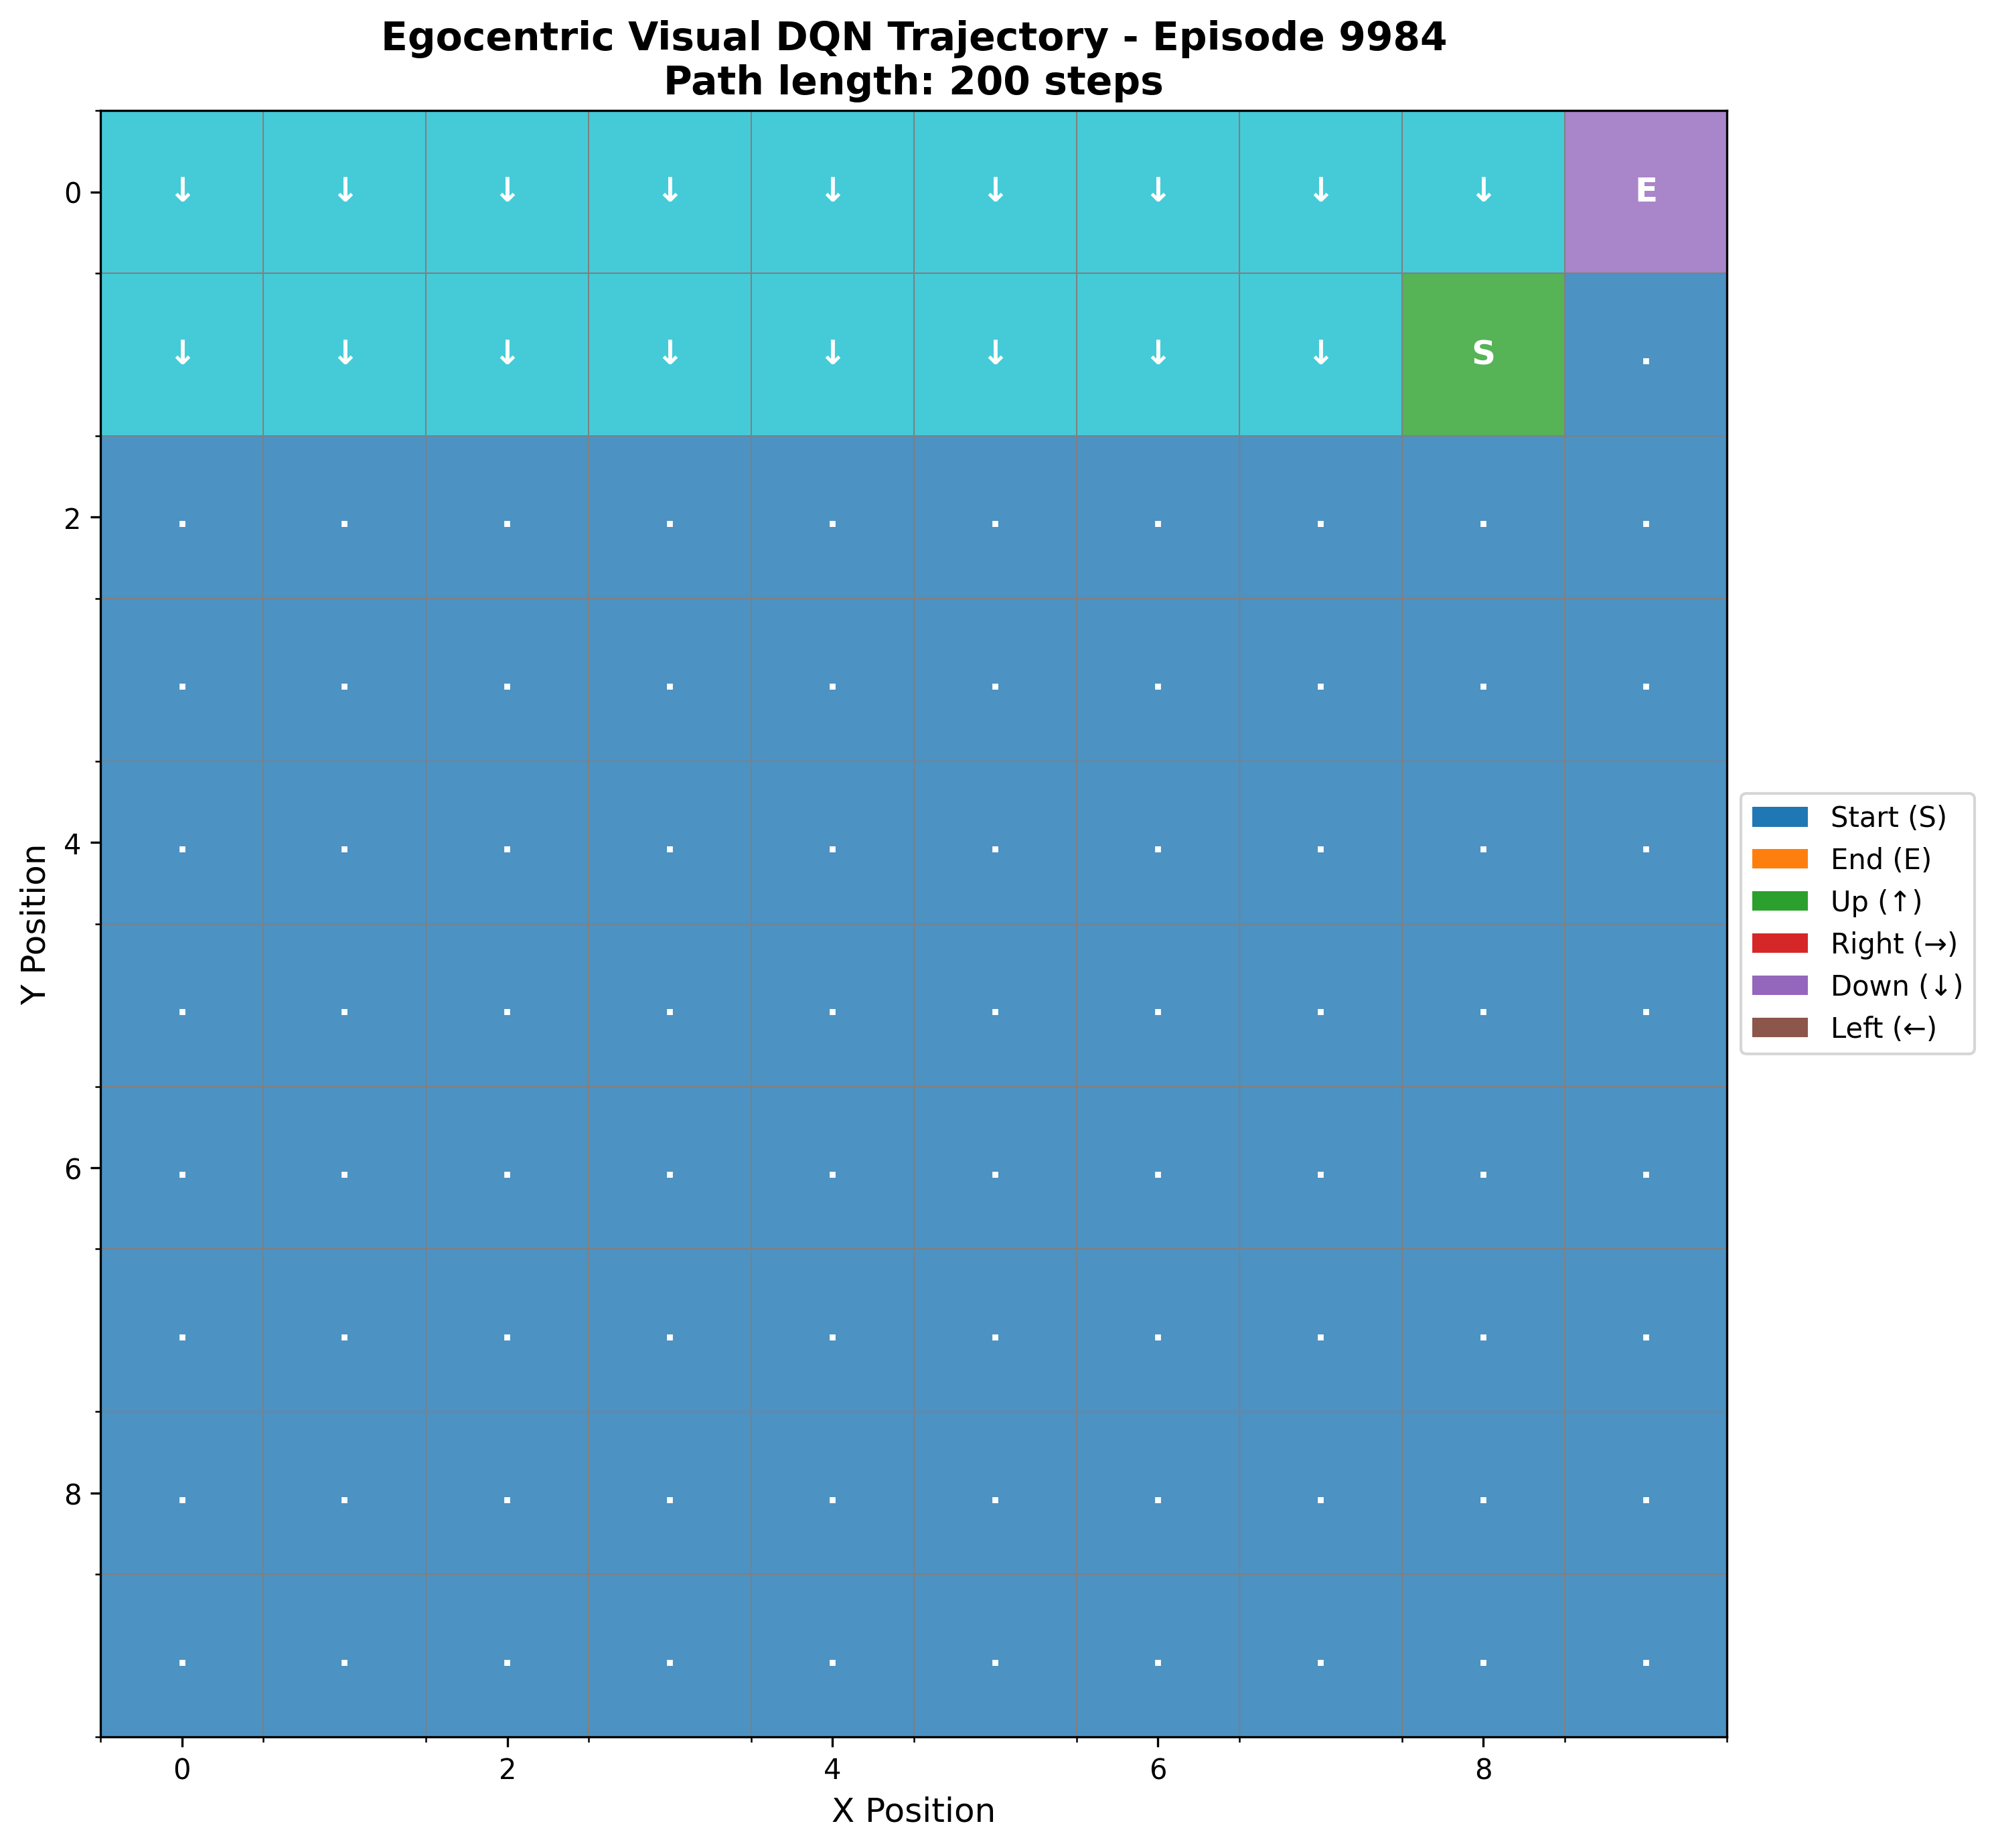 Egocentric Visual DQN Trajectory - Episode 9984
Path length: 200 steps
0 ↓ ↓ ↓ ↓ ↓ ↓ ↓ ↓ ↓ E
↓ ↓ ↓ ↓ ↓ ↓ ↓ ↓ S .
2 . . . . . . . . . .
. . . . . . . . . .
4 . . . . . . . . . .
. . . . . . . . . .
6 . . . . . . . . . .
. . . . . . . . . .
8 . . . . . . . . . .
. . . . . . . . . .
0 2 4 6 8
X Position
Y Position
Start (S)
End (E)
Up (↑)
Right (→)
Down (↓)
Left (←)